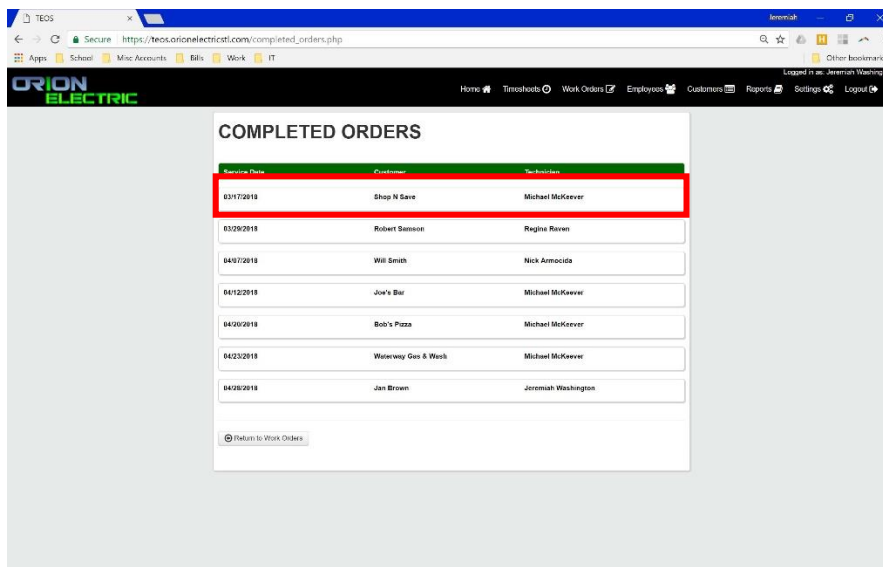 TEOS
Jeremiah
Secure https://teos.orionelectricstl.com/completed_orders.php
Apps School Misc Accounts Bills Work IT Other bookmark
Logged in as: Jeremiah Washing
ORION ELECTRIC
Home Timesheets Work Orders Employees Customers Reports Settings Logout
COMPLETED ORDERS
Service Date Customer Technician
03/17/2018 Shop N Save Michael McKeever
03/29/2018 Robert Samson Regina Raven
04/07/2018 Will Smith Nick Armocida
04/12/2018 Joe's Bar Michael McKeever
04/20/2018 Bob's Pizza Michael McKeever
04/23/2018 Waterway Gas & Wash Michael McKeever
04/28/2018 Jan Brown Jeremiah Washington
Return to Work Orders